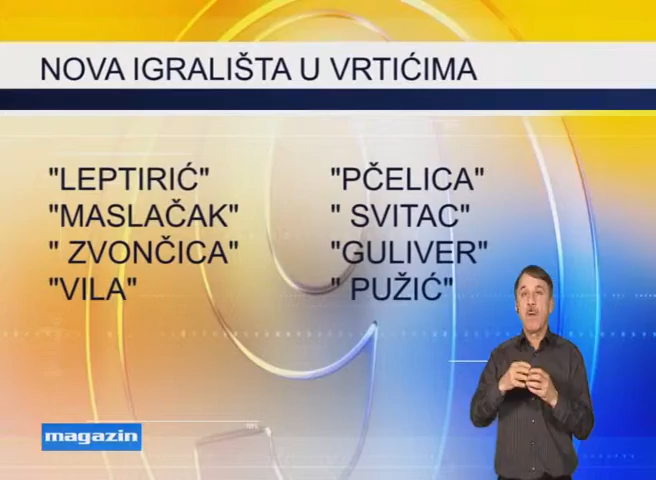 NOVA IGRALIŠTA U VRTIĆIMA
"LEPTIRIĆ"
"MASLAČAK"
" ZVONČICA"
"VILA"
"PČELICA"
" SVITAC"
"GULIVER"
" PUŽIĆ"
magazin